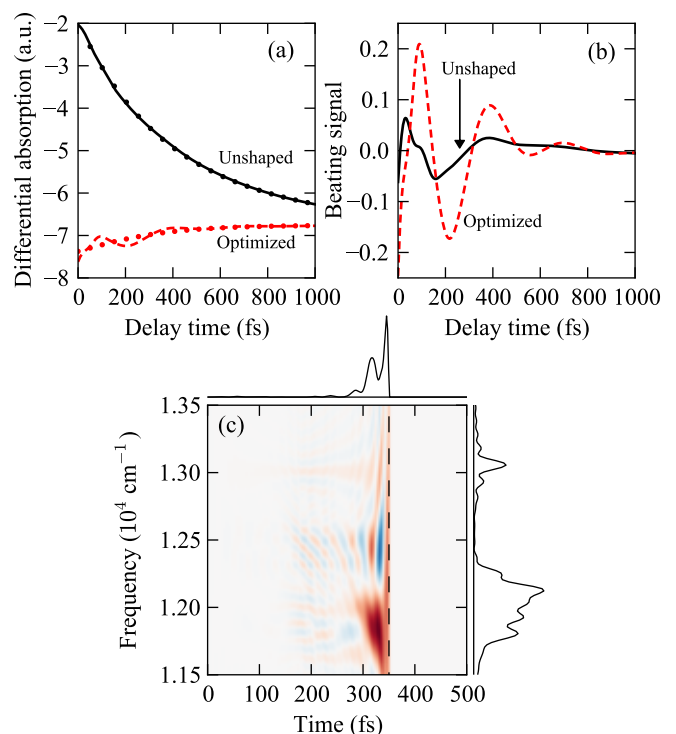 Differential absorption (a.u.)
−2
−3
−4
−5
−6
−7
−8
(a)
Unshaped
Optimized
0 200 400 600 800 1000
Delay time (fs)
Beating signal
0.2
0.1
0.0
−0.1
−0.2
(b)
Unshaped
Optimized
0 200 400 600 800 1000
Delay time (fs)
Frequency (10⁴ cm⁻¹)
1.35
1.30
1.25
1.20
1.15
(c)
0 100 200 300 400 500
Time (fs)